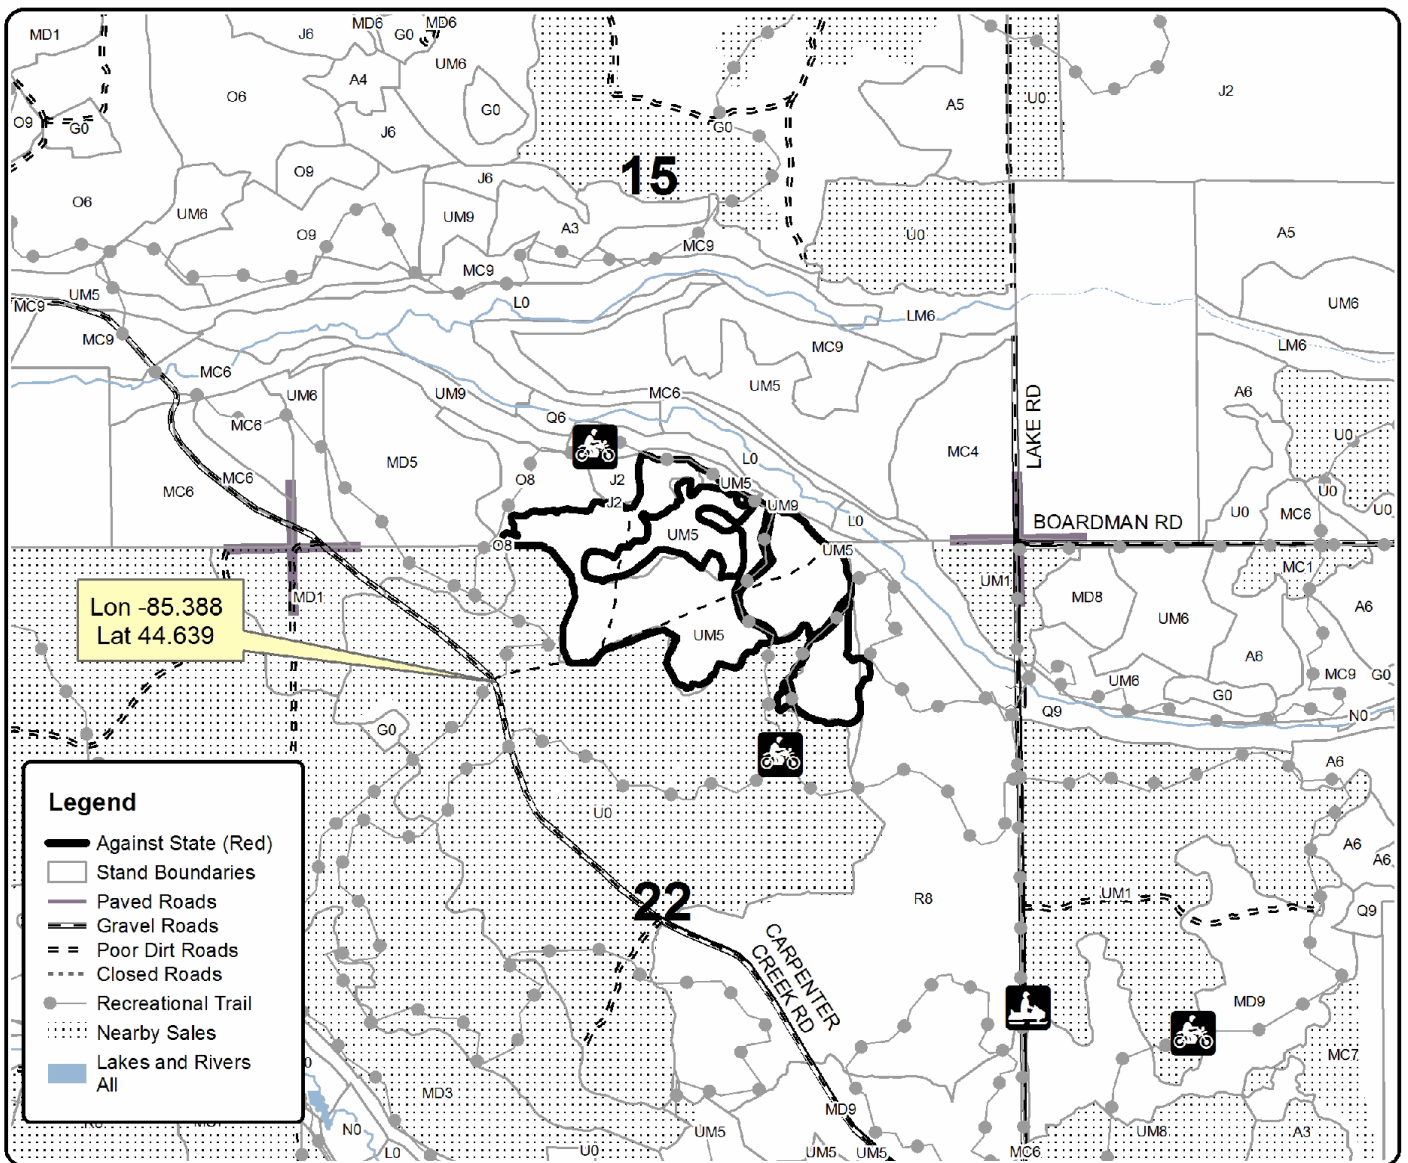 MD1
J6
MD6
G0
MD6
UM6
O6
A4
G0
A5
U0
J2
O9
G0
J6
G0
15
O9
J6
O6
UM6
UM9
A3
O9
U0
A5
MC9
MC9
UM5
MC9
L0
LM6
UM6
MC9
MC9
LM6
MC6
UM6
UM9
UM5
MC6
A6
MC6
Q6
LAKE RD
U0
MD5
MC4
L0
MC6
MC6
O8
J2
UM5
U0
J2
UM9
L0
BOARDMAN RD
U0
MC6
U0
UM5
O8
UM5
MC1
UM1
Lon -85.388
Lat 44.639
MD1
MD8
UM6
A6
UM5
A6
UM6
G0
MC9
G0
Q9
N0
G0
A6
U0
A6
A6
22
R8
UM1
Q9
CARPENTER
CREEK RD
MD9
MC7
MD3
MD9
N0
L0
U0
UM5
UM5
UM5
MC6
UM8
A3
Legend
Against State (Red)
Stand Boundaries
Paved Roads
Gravel Roads
Poor Dirt Roads
Closed Roads
Recreational Trail
Nearby Sales
Lakes and Rivers
All